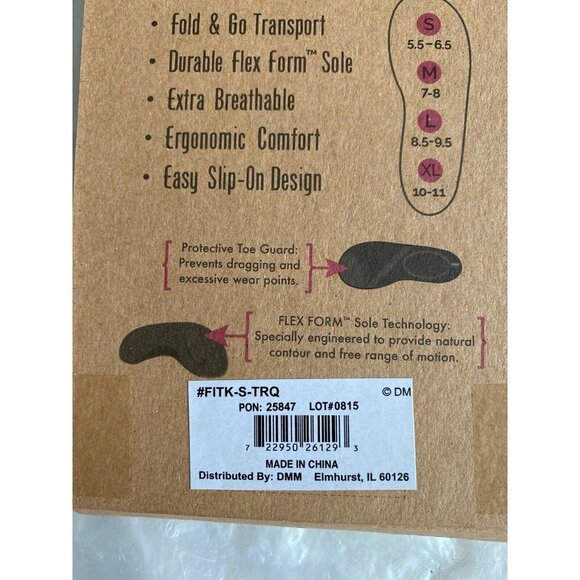 • Fold & Go Transport
• Durable Flex Form™ Sole
• Extra Breathable
• Ergonomic Comfort
• Easy Slip-On Design
S
5.5–6.5
M
7-8
L
8.5-9.5
XL
10-11
Protective Toe Guard:
Prevents dragging and
excessive wear points.
FLEX FORM™ Sole Technology:
Specially engineered to provide natural
contour and free range of motion.
#FITK-S-TRQ © DM
PON: 25847 LOT#0815
7 22950 26129 3
MADE IN CHINA
Distributed By: DMM Elmhurst, IL 60126